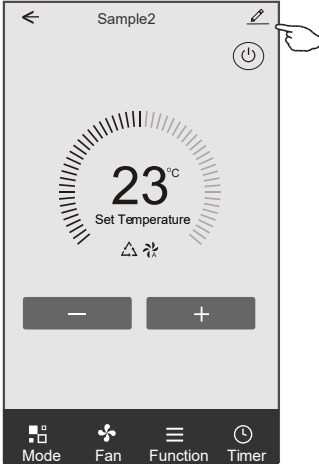 Sample2
23°C
Set Temperature
A
Mode Fan Function Timer